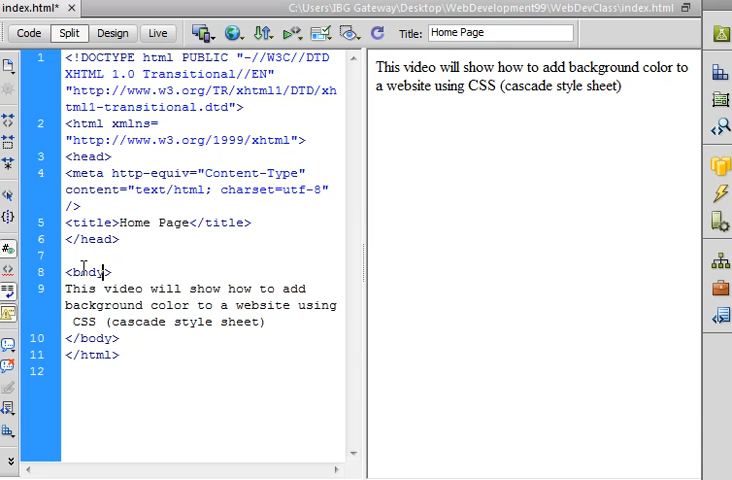 index.html* ×
C:\Users\IBG Gateway\Desktop\WebDevelopment99\WebDevClass\index.html
Code Split Design Live Title: Home Page
1 <!DOCTYPE html PUBLIC "-//W3C//DTD
XHTML 1.0 Transitional//EN"
"http://www.w3.org/TR/xhtml1/DTD/xh
tml1-transitional.dtd">
2 <html xmlns=
"http://www.w3.org/1999/xhtml">
3 <head>
4 <meta http-equiv="Content-Type"
content="text/html; charset=utf-8"
/>
5 <title>Home Page</title>
6 </head>
7
8 <body>
9 This video will show how to add
background color to a website using
CSS (cascade style sheet)
10 </body>
11 </html>
12
This video will show how to add background color to
a website using CSS (cascade style sheet)